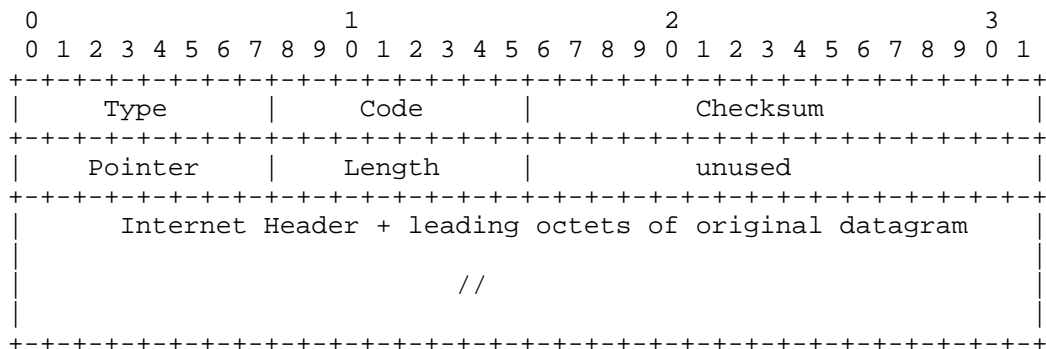 0                   1                   2                   3
 0 1 2 3 4 5 6 7 8 9 0 1 2 3 4 5 6 7 8 9 0 1 2 3 4 5 6 7 8 9 0 1
+-+-+-+-+-+-+-+-+-+-+-+-+-+-+-+-+-+-+-+-+-+-+-+-+-+-+-+-+-+-+-+-+
|     Type      |     Code      |          Checksum             |
+-+-+-+-+-+-+-+-+-+-+-+-+-+-+-+-+-+-+-+-+-+-+-+-+-+-+-+-+-+-+-+-+
|    Pointer    |    Length     |          unused               |
+-+-+-+-+-+-+-+-+-+-+-+-+-+-+-+-+-+-+-+-+-+-+-+-+-+-+-+-+-+-+-+-+
|      Internet Header + leading octets of original datagram    |
|                                                               |
|                           //                                  |
|                                                               |
+-+-+-+-+-+-+-+-+-+-+-+-+-+-+-+-+-+-+-+-+-+-+-+-+-+-+-+-+-+-+-+-+